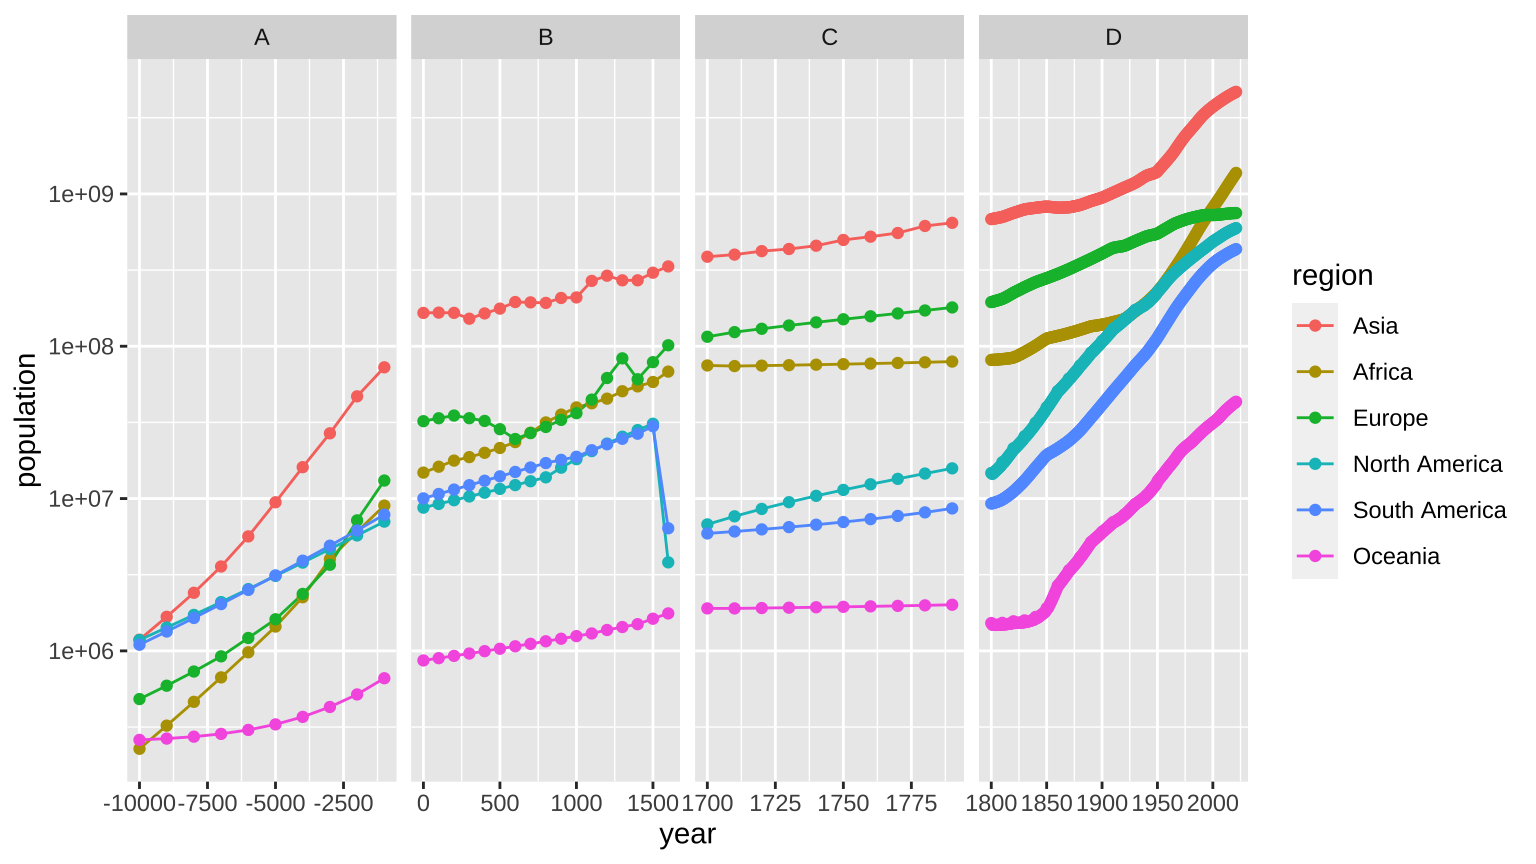 A B C D
population
1e+09
1e+08
1e+07
1e+06
-10000 -7500 -5000 -2500 0 500 1000 1500 1700 1725 1750 1775 1800 1850 1900 1950 2000
year
region
Asia
Africa
Europe
North America
South America
Oceania